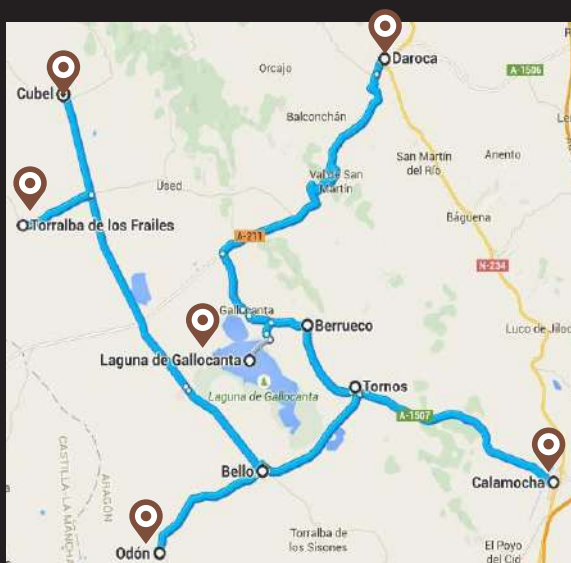 Daroca
Orcajo
A-1506
Cubel
Balconchán
San Martín
del Río
Anento
Val de San
Martín
Used
Torralba de los Frailes
Báguena
A-211
N-234
Gallocanta
Berrueco
Luco de Jiloc
Laguna de Gallocanta
Laguna de Gallocanta
Tornos
A-1507
CASTILLA-LA MANCHA
ARAGÓN
Bello
Calamocha
Odón
Torralba de
los Sisones
El Poyo
del Cid